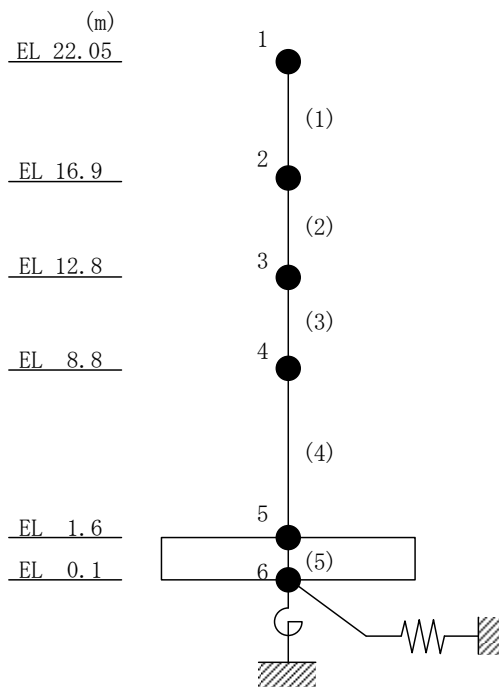 (m)
1
EL 22.05
(1)
2
EL 16.9
(2)
3
EL 12.8
(3)
4
EL 8.8
(4)
5
EL 1.6
(5)
6
EL 0.1